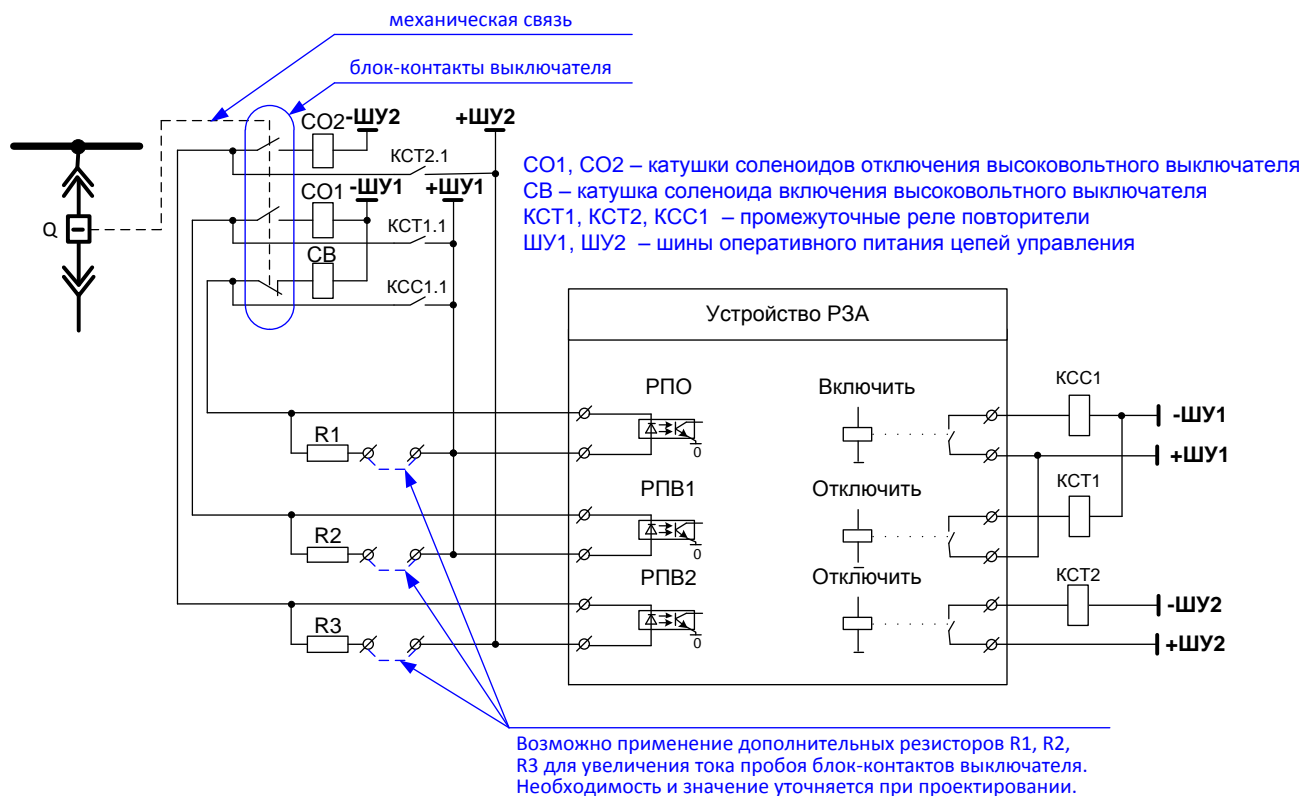 механическая связь
блок-контакты выключателя
СО2
-ШУ2
+ШУ2
КСТ2.1
СО1
-ШУ1
+ШУ1
КСТ1.1
СВ
КСС1.1
Q
СО1, СО2 – катушки соленоидов отключения высоковольтного выключателя
СВ – катушка соленоида включения высоковольтного выключателя
КСТ1, КСТ2, КСС1 – промежуточные реле повторители
ШУ1, ШУ2 – шины оперативного питания цепей управления
Устройство РЗА
РПО
Включить
КСС1
-ШУ1
R1
0
+ШУ1
РПВ1
Отключить
КСТ1
R2
0
РПВ2
Отключить
КСТ2
-ШУ2
R3
0
+ШУ2
Возможно применение дополнительных резисторов R1, R2,
R3 для увеличения тока пробоя блок-контактов выключателя.
Необходимость и значение уточняется при проектировании.